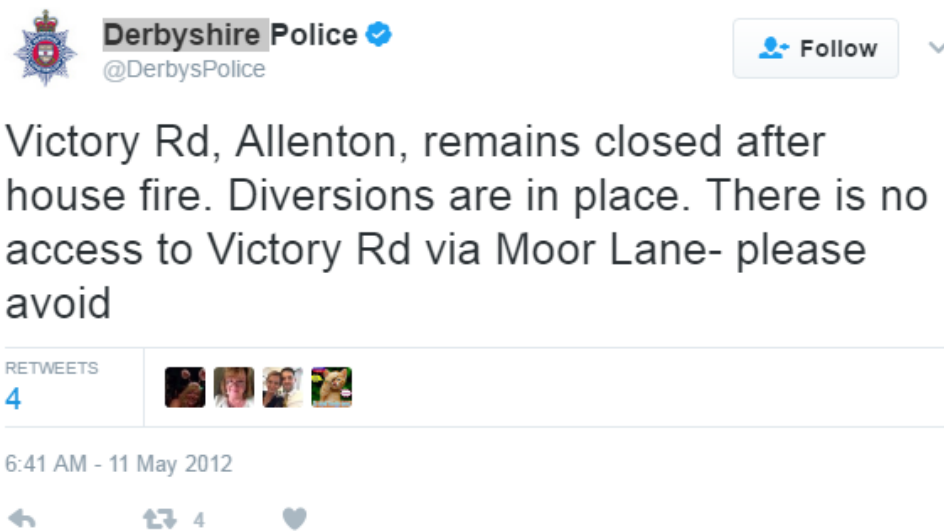 Derbyshire Police
@DerbysPolice
Follow
Victory Rd, Allenton, remains closed after
house fire. Diversions are in place. There is no
access to Victory Rd via Moor Lane- please
avoid
RETWEETS
4
6:41 AM - 11 May 2012
4